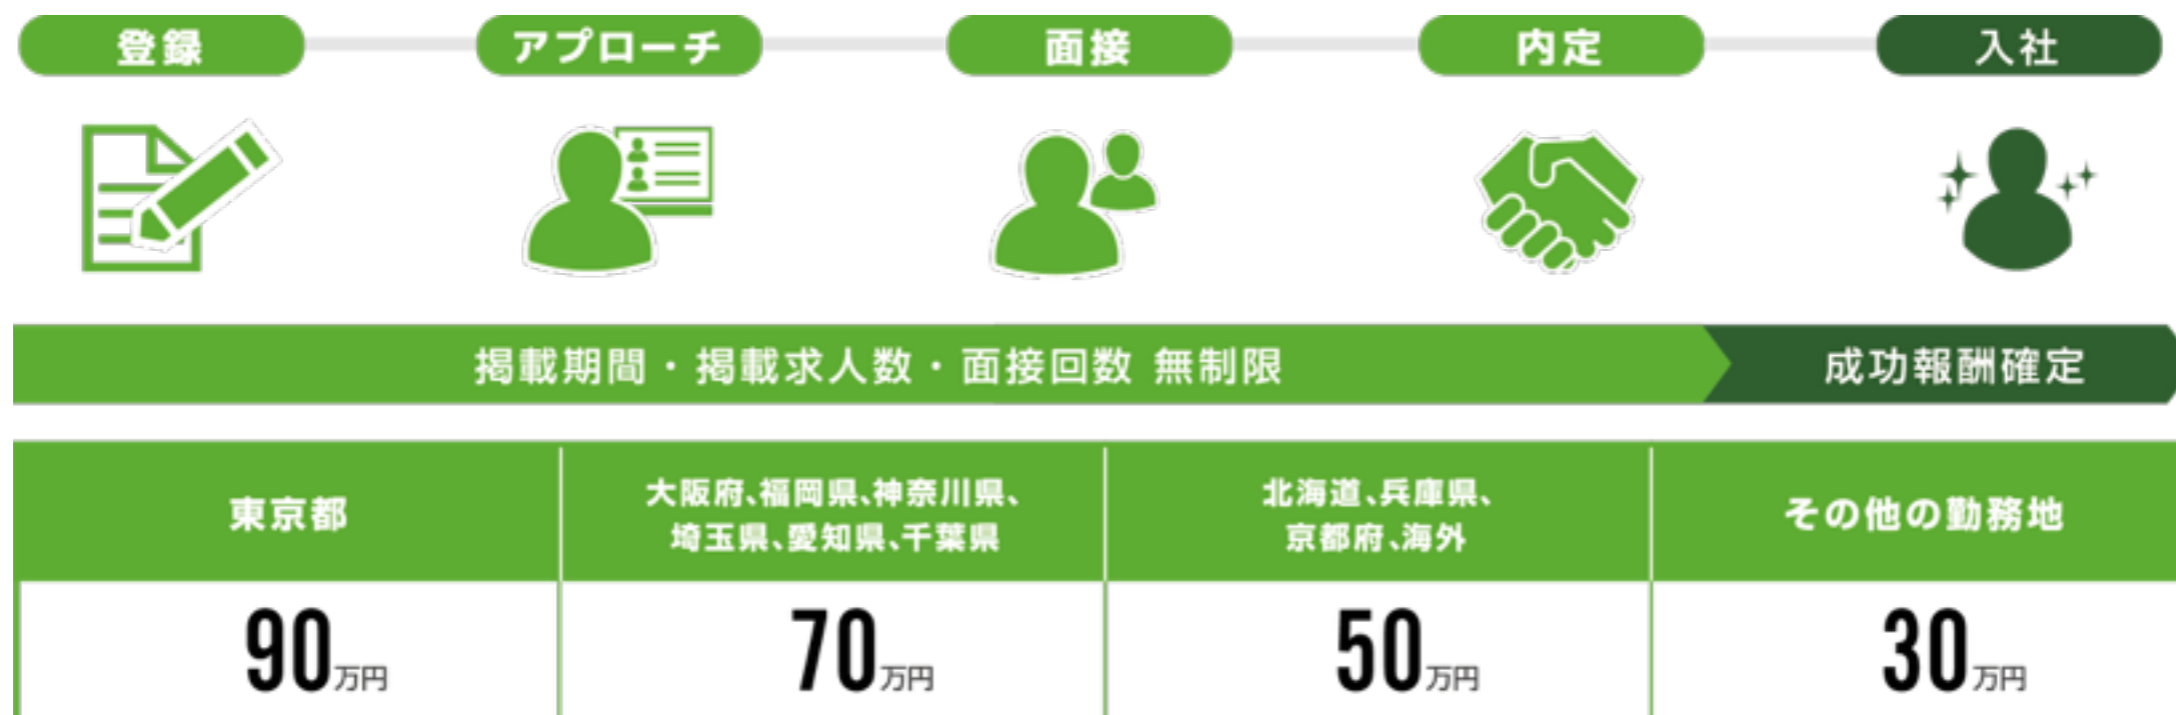 登録
アプローチ
面接
内定
入社
掲載期間・掲載求人数・面接回数 無制限
成功報酬確定
東京都
大阪府、福岡県、神奈川県、
埼玉県、愛知県、千葉県
北海道、兵庫県、
京都府、海外
その他の勤務地
90万円
70万円
50万円
30万円